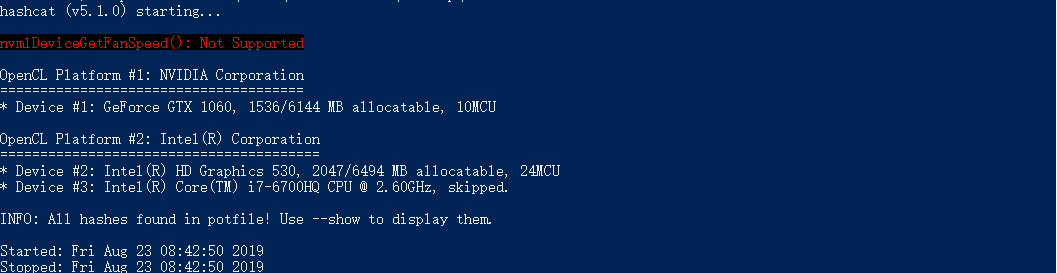 hashcat (v5.1.0) starting...
nvmlDeviceGetFanSpeed(): Not Supported
OpenCL Platform #1: NVIDIA Corporation
======================================
* Device #1: GeForce GTX 1060, 1536/6144 MB allocatable, 10MCU
OpenCL Platform #2: Intel(R) Corporation
========================================
* Device #2: Intel(R) HD Graphics 530, 2047/6494 MB allocatable, 24MCU
* Device #3: Intel(R) Core(TM) i7-6700HQ CPU @ 2.60GHz, skipped.
INFO: All hashes found in potfile! Use --show to display them.
Started: Fri Aug 23 08:42:50 2019
Stopped: Fri Aug 23 08:42:50 2019